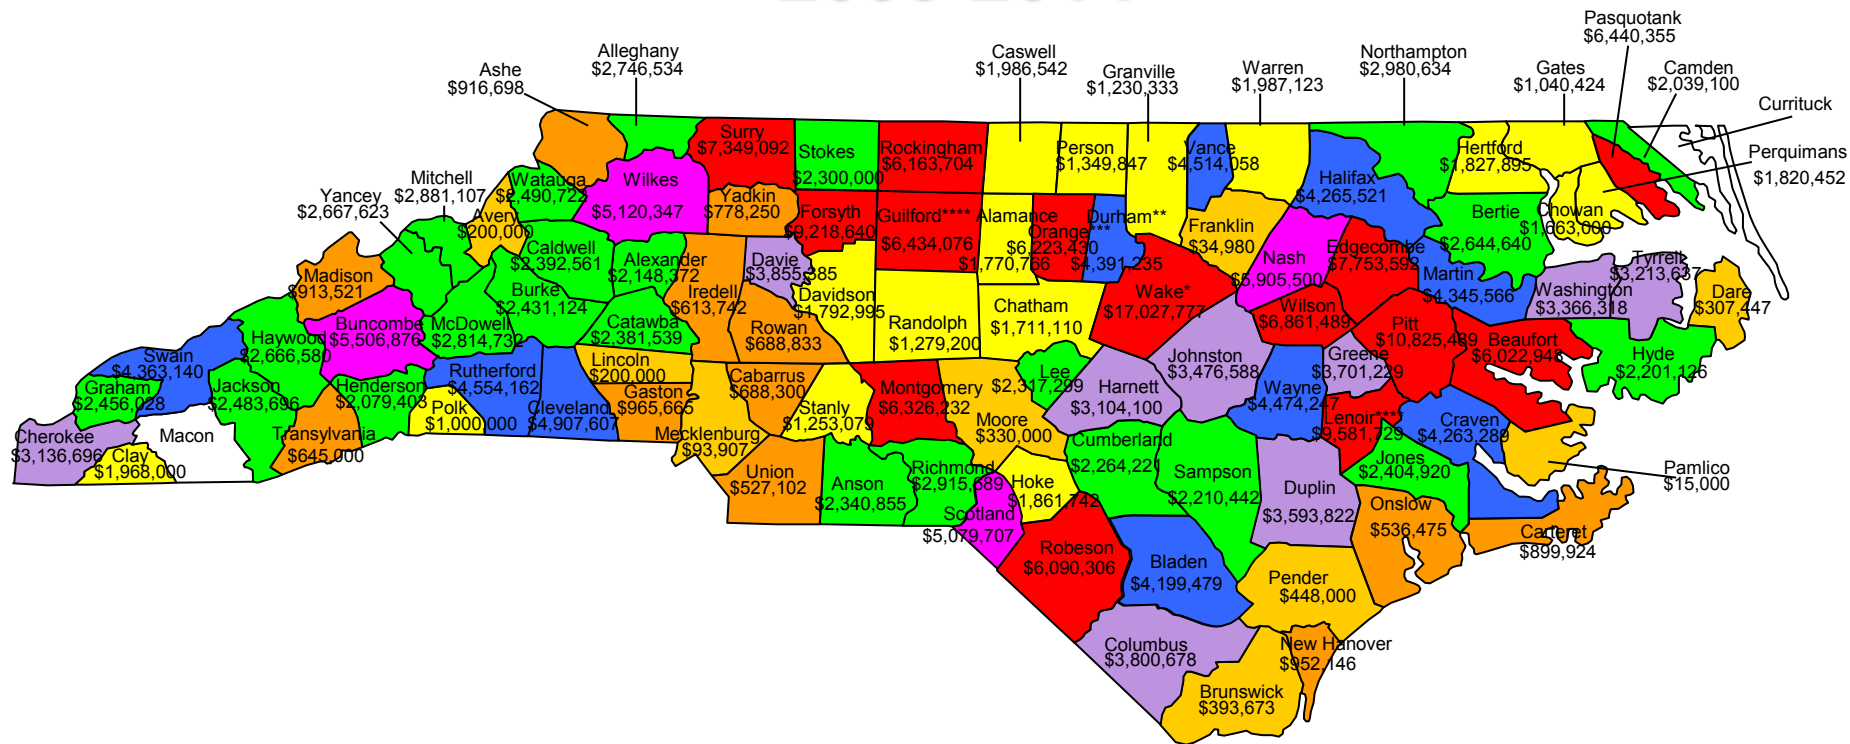 Pasquotank
$6,440,355
Alleghany
$2,746,534
Caswell
$1,986,542
Northampton
$2,980,634
Ashe
$916,698
Granville
$1,230,333
Warren
$1,987,123
Gates
$1,040,424
Camden
$2,039,100
Currituck
Perquimans
$1,820,452
Surry
$7,349,092
Stokes
$2,300,000
Rockingham
$6,163,704
Person
$1,349,847
Vance
$4,514,058
Hertford
$1,827,895
Halifax
$4,265,521
Mitchell
$2,881,107
Yancey
$2,667,623
Watauga
$2,490,722
Wilkes
$5,120,347
Yadkin
$778,250
Avery
$200,000
Forsyth
$9,218,640
Guilford****
$6,434,076
Alamance
$1,770,766
Orange***
$6,223,430
Durham**
$4,391,235
Franklin
$34,980
Bertie
$2,644,640
Chowan
$1,663,000
Caldwell
$2,392,561
Alexander
$2,148,372
Davie
$3,855,385
Nash
$5,905,500
Edgecombe
$7,753,592
Martin
$4,345,566
Tyrrell
$3,213,637
Washington
$3,366,318
Dare
$307,447
Madison
$913,521
Burke
$2,431,124
Iredell
$613,742
Davidson
$1,792,995
Chatham
$1,711,110
Wake*
$17,027,777
Wilson
$6,861,489
Pitt
$10,825,489
Beaufort
$6,022,948
Hyde
$2,201,126
Haywood
$2,666,580
Buncombe
$5,506,876
McDowell
$2,814,732
Catawba
$2,381,539
Rowan
$688,833
Randolph
$1,279,200
Swain
$4,363,140
Rutherford
$4,554,162
Lincoln
$200,000
Johnston
$3,476,588
Greene
$3,701,229
Graham
$2,456,028
Jackson
$2,483,696
Henderson
$2,079,403
Gaston
$965,665
Cabarrus
$688,300
Montgomery
$6,326,232
Lee
$2,317,299
Harnett
$3,104,100
Wayne
$4,474,247
Polk
$1,000,000
Cleveland
$4,907,607
Stanly
$1,253,079
Moore
$330,000
Lenoir****
$9,581,729
Craven
$4,263,289
Cherokee
$3,136,696
Macon
Clay
$1,968,000
Transylvania
$645,000
Mecklenburg
$93,907
Cumberland
$2,264,221
Sampson
$2,210,442
Jones
$2,404,920
Pamlico
$15,000
Union
$527,102
Anson
$2,340,855
Richmond
$2,915,689
Hoke
$1,861,742
Duplin
$3,593,822
Onslow
$536,475
Scotland
$5,079,707
Carteret
$899,924
Robeson
$6,090,306
Bladen
$4,199,479
Pender
$448,000
Columbus
$3,800,678
New Hanover
$952,146
Brunswick
$393,673